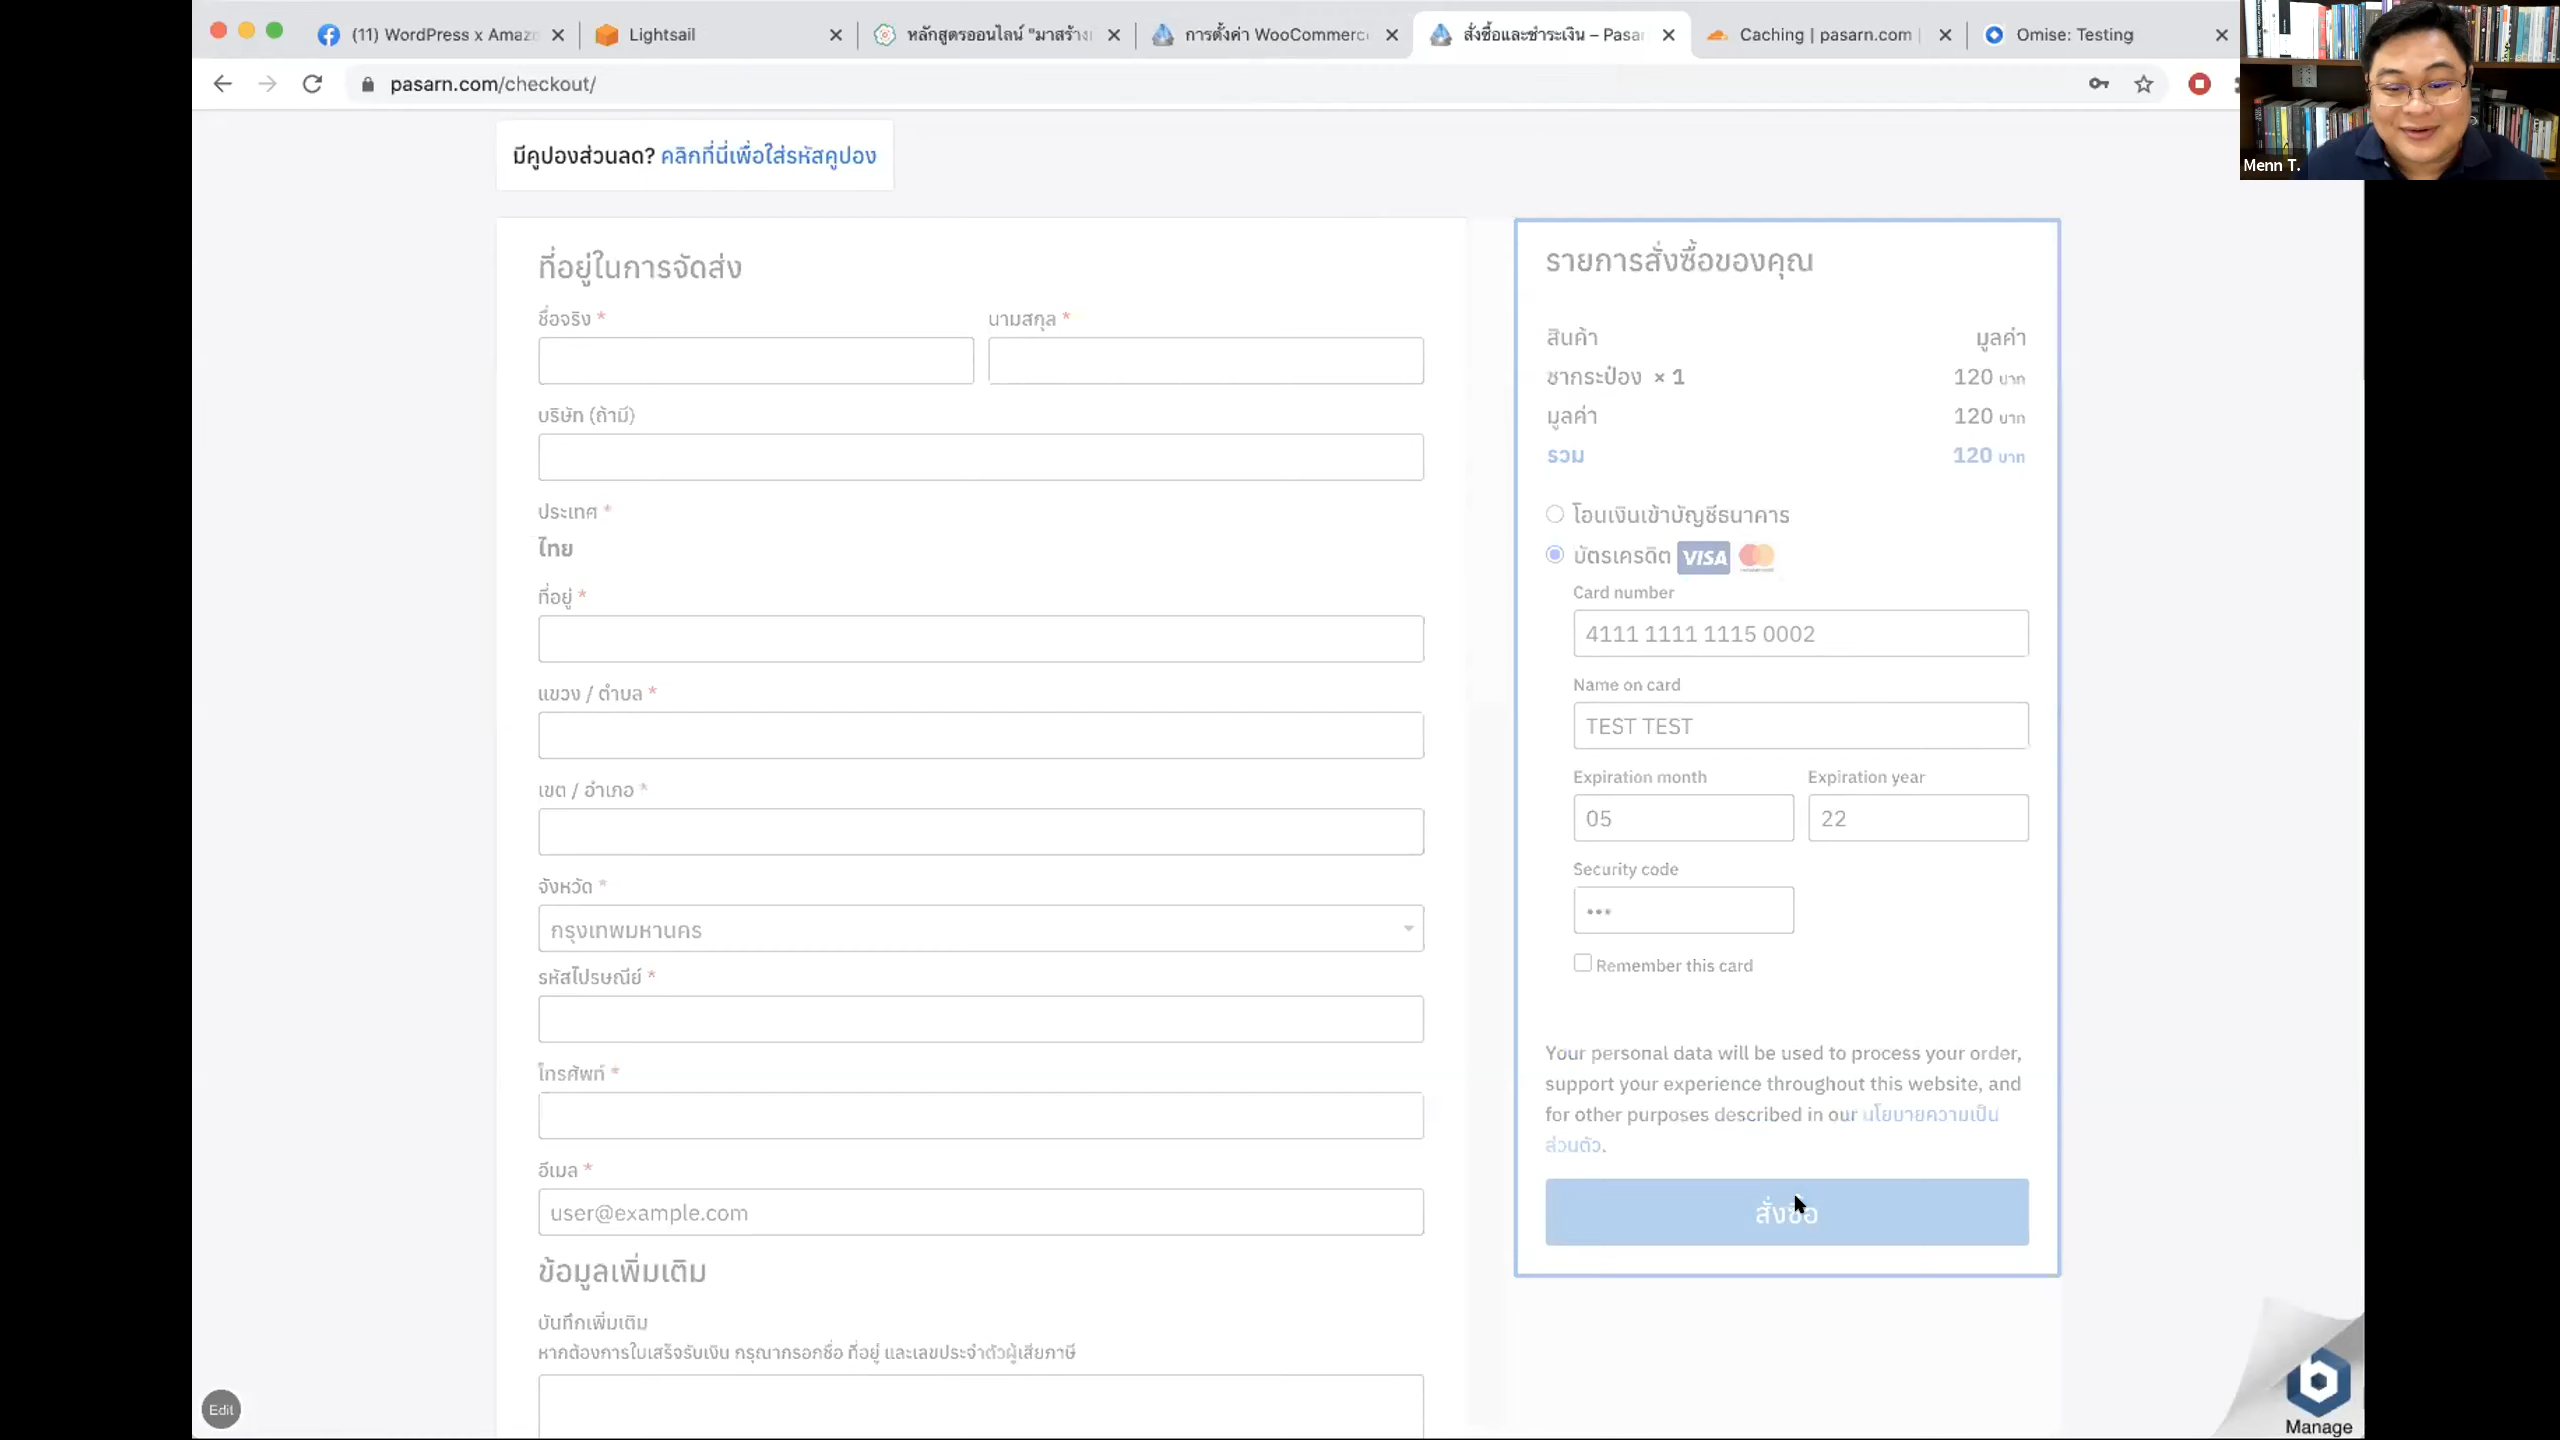 (11) WordPress x Amaz
Lightsail
หลักสูตรออนไลน์ "มาสร้าง
การตั้งค่า WooCommerc
สั่งซื้อและชำระเงิน – Pasar
Caching | pasarn.com |
Omise: Testing
pasarn.com/checkout/
Menn T.
มีคูปองส่วนลด? คลิกที่นี่เพื่อใส่รหัสคูปอง
ที่อยู่ในการจัดส่ง
ชื่อจริง *
นามสกุล *
บริษัท (ถ้ามี)
ประเทศ *
ไทย
ที่อยู่ *
แขวง / ตำบล *
เขต / อำเภอ *
จังหวัด *
กรุงเทพมหานคร
รหัสไปรษณีย์ *
โทรศัพท์ *
อีเมล *
user@example.com
ข้อมูลเพิ่มเติม
บันทึกเพิ่มเติม
หากต้องการใบเสร็จรับเงิน กรุณากรอกชื่อ ที่อยู่ และเลขประจำตัวผู้เสียภาษี
รายการสั่งซื้อของคุณ
สินค้า มูลค่า
ชากระป๋อง × 1 120 บาท
มูลค่า 120 บาท
รวม 120 บาท
โอนเงินเข้าบัญชีธนาคาร
บัตรเครดิต VISA
Card number
4111 1111 1115 0002
Name on card
TEST TEST
Expiration month
Expiration year
05
22
Security code
•••
Remember this card
Your personal data will be used to process your order,
support your experience throughout this website, and
for other purposes described in our นโยบายความเป็น
ส่วนตัว.
สั่งซื้อ
Edit
Manage